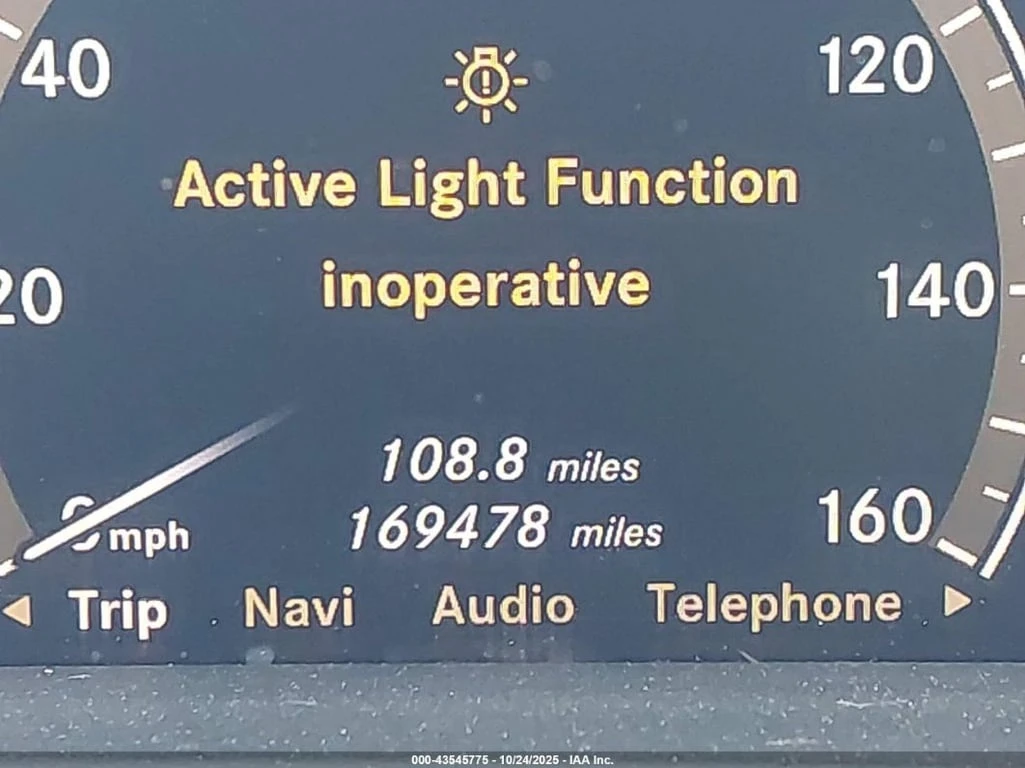 40 120
Active Light Function
20 inoperative 140
108.8 miles
0 mph 169478 miles 160
Trip Navi Audio Telephone
000-43545775 - 10/24/2025 - IAA Inc.